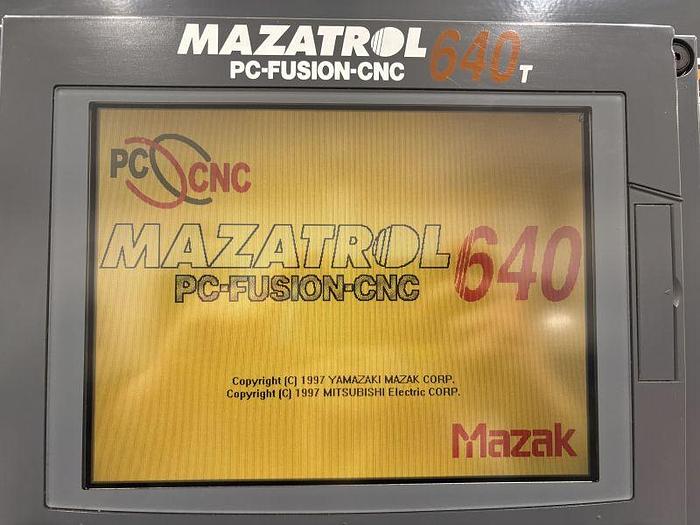 MAZATROL 640 T
PC-FUSION-CNC
PC CNC
MAZATROL 640
PC-FUSION-CNC
Copyright (C) 1997 YAMAZAKI MAZAK CORP.
Copyright (C) 1997 MITSUBISHI Electric CORP.
Mazak